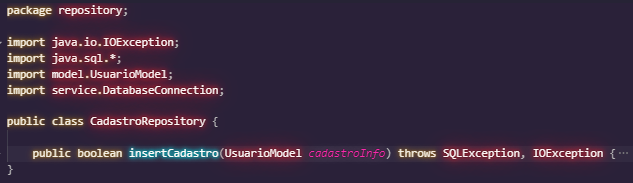 package repository;
import java.io.IOException;
import java.sql.*;
import model.UsuarioModel;
import service.DatabaseConnection;
public class CadastroRepository {
public boolean insertCadastro(UsuarioModel cadastroInfo) throws SQLException, IOException {···
}